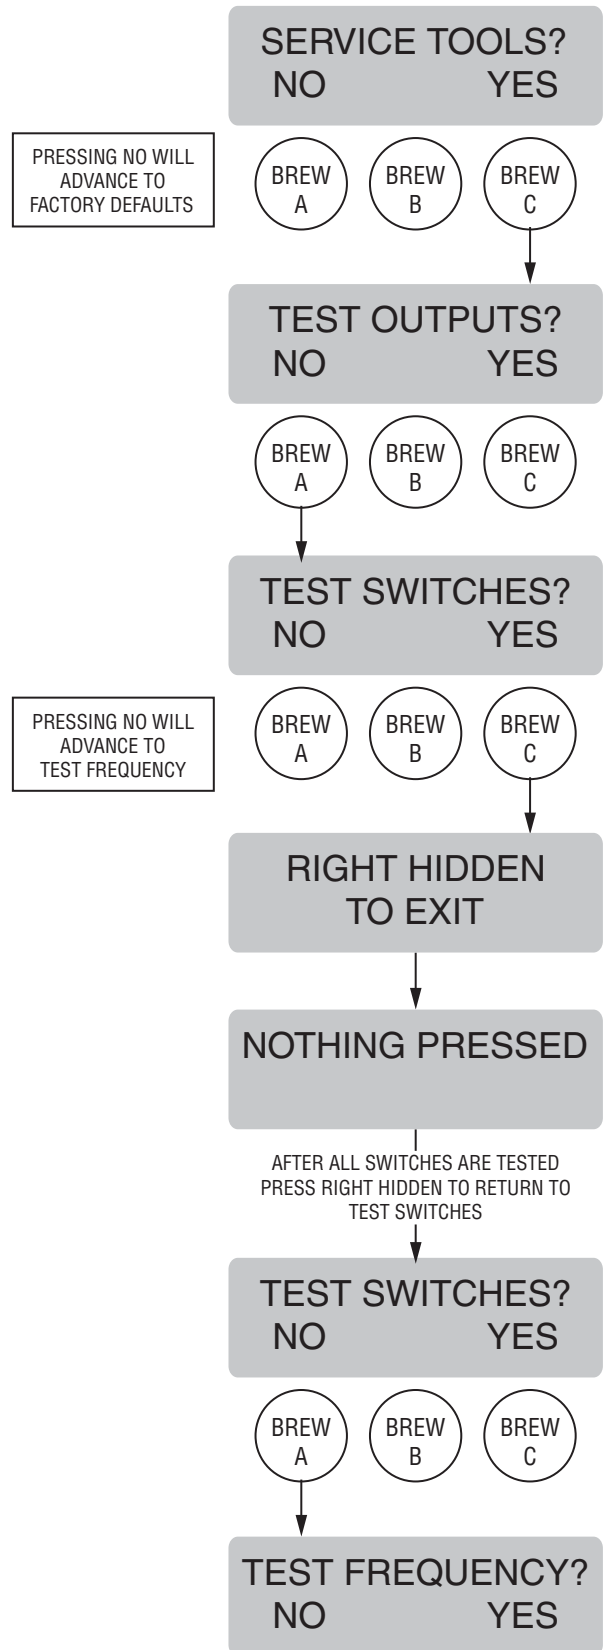 SERVICE TOOLS?
NO YES
PRESSING NO WILL
ADVANCE TO
FACTORY DEFAULTS
BREW
A
BREW
B
BREW
C
TEST OUTPUTS?
NO YES
BREW
A
BREW
B
BREW
C
TEST SWITCHES?
NO YES
PRESSING NO WILL
ADVANCE TO
TEST FREQUENCY
BREW
A
BREW
B
BREW
C
RIGHT HIDDEN
TO EXIT
NOTHING PRESSED
AFTER ALL SWITCHES ARE TESTED
PRESS RIGHT HIDDEN TO RETURN TO
TEST SWITCHES
TEST SWITCHES?
NO YES
BREW
A
BREW
B
BREW
C
TEST FREQUENCY?
NO YES